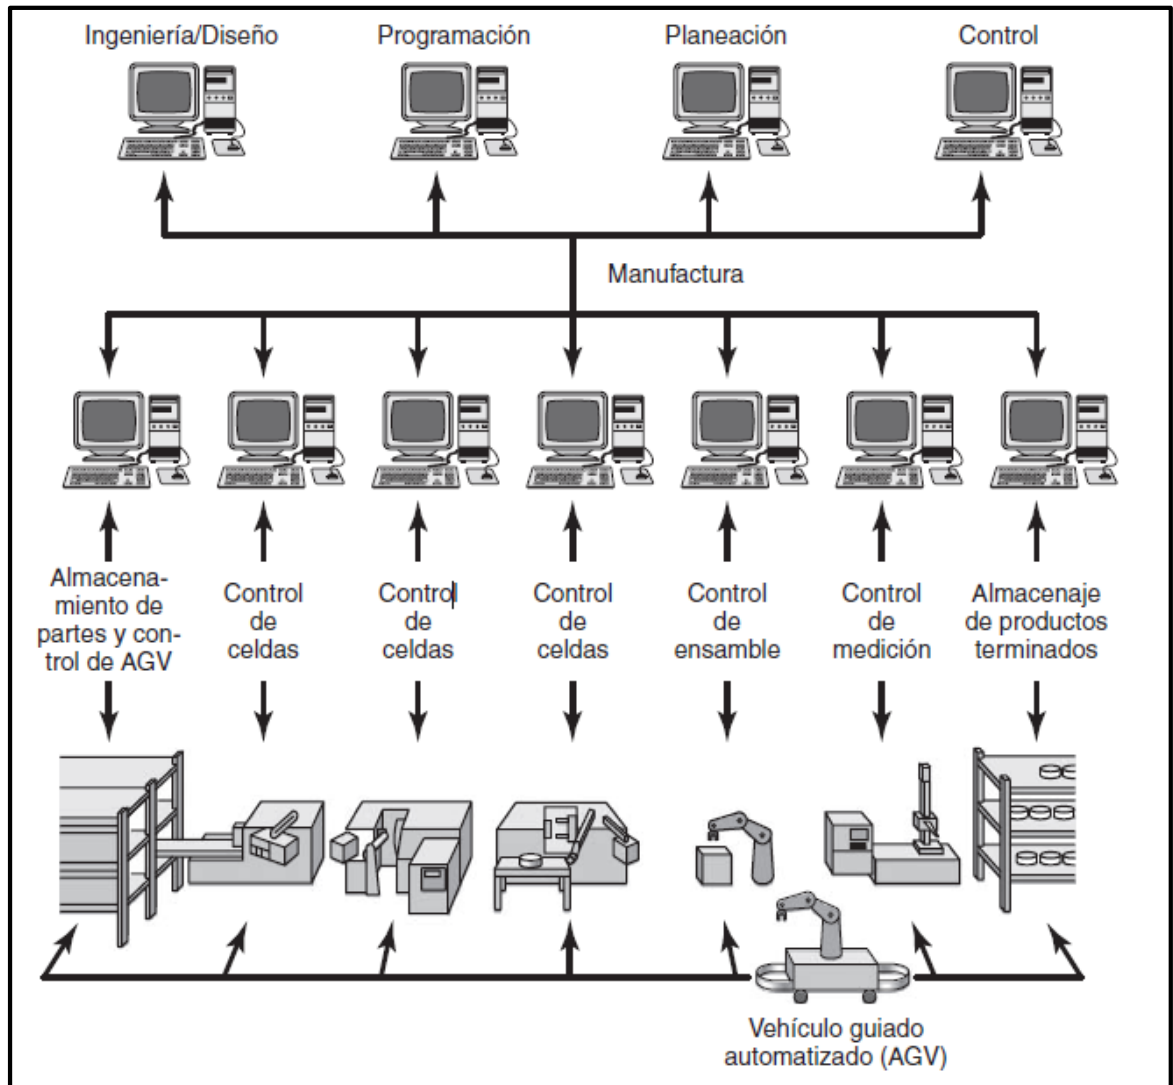 Ingeniería/Diseño
Programación
Planeación
Control
Manufactura
Almacena-
miento de
partes y con-
trol de AGV
Control
de
celdas
Control
de
celdas
Control
de
celdas
Control
de
ensamble
Control
de
medición
Almacenaje
de productos
terminados
Vehículo guiado
automatizado (AGV)